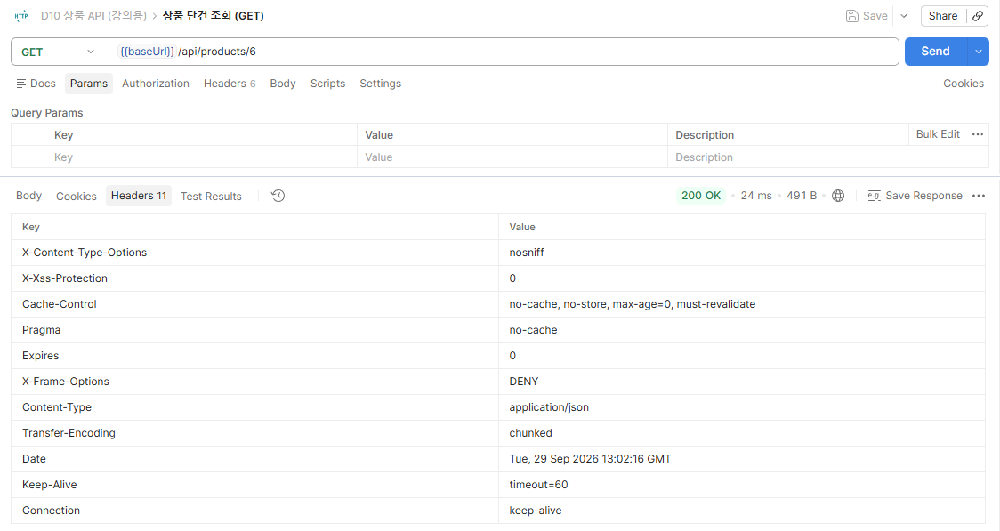 HTTP D10 상품 API (강의용) > 상품 단건 조회 (GET) Save Share
GET {{baseUrl}} /api/products/6 Send
Docs Params Authorization Headers 6 Body Scripts Settings Cookies
Query Params
Key Value Description Bulk Edit ...
Key Value Description
Body Cookies Headers 11 Test Results 200 OK • 24 ms • 491 B • e.g. Save Response ...
Key Value
X-Content-Type-Options nosniff
X-Xss-Protection 0
Cache-Control no-cache, no-store, max-age=0, must-revalidate
Pragma no-cache
Expires 0
X-Frame-Options DENY
Content-Type application/json
Transfer-Encoding chunked
Date Tue, 29 Sep 2026 13:02:16 GMT
Keep-Alive timeout=60
Connection keep-alive